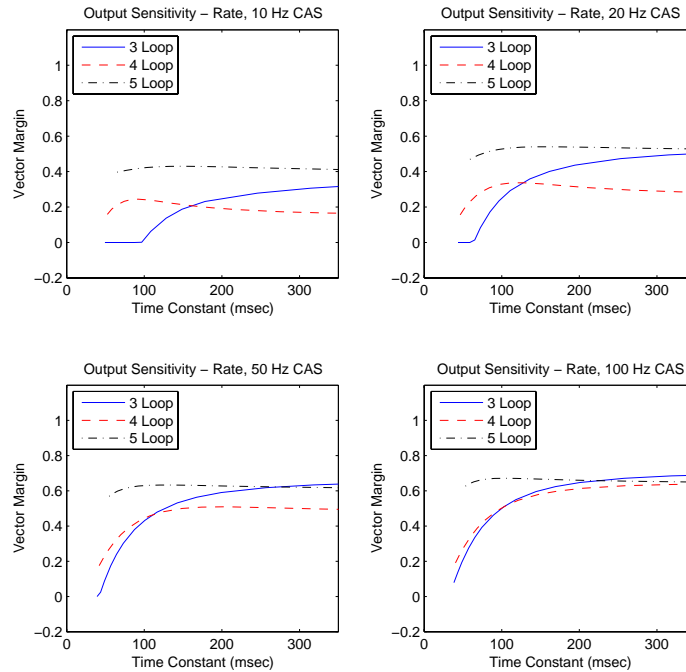 Output Sensitivity − Rate, 10 Hz CAS
3 Loop
4 Loop
5 Loop
1
0.8
0.6
0.4
0.2
0
−0.2
Vector Margin
0
100
200
300
Time Constant (msec)
Output Sensitivity − Rate, 20 Hz CAS
3 Loop
4 Loop
5 Loop
1
0.8
0.6
0.4
0.2
0
−0.2
Vector Margin
0
100
200
300
Time Constant (msec)
Output Sensitivity − Rate, 50 Hz CAS
3 Loop
4 Loop
5 Loop
1
0.8
0.6
0.4
0.2
0
−0.2
Vector Margin
0
100
200
300
Time Constant (msec)
Output Sensitivity − Rate, 100 Hz CAS
3 Loop
4 Loop
5 Loop
1
0.8
0.6
0.4
0.2
0
−0.2
Vector Margin
0
100
200
300
Time Constant (msec)